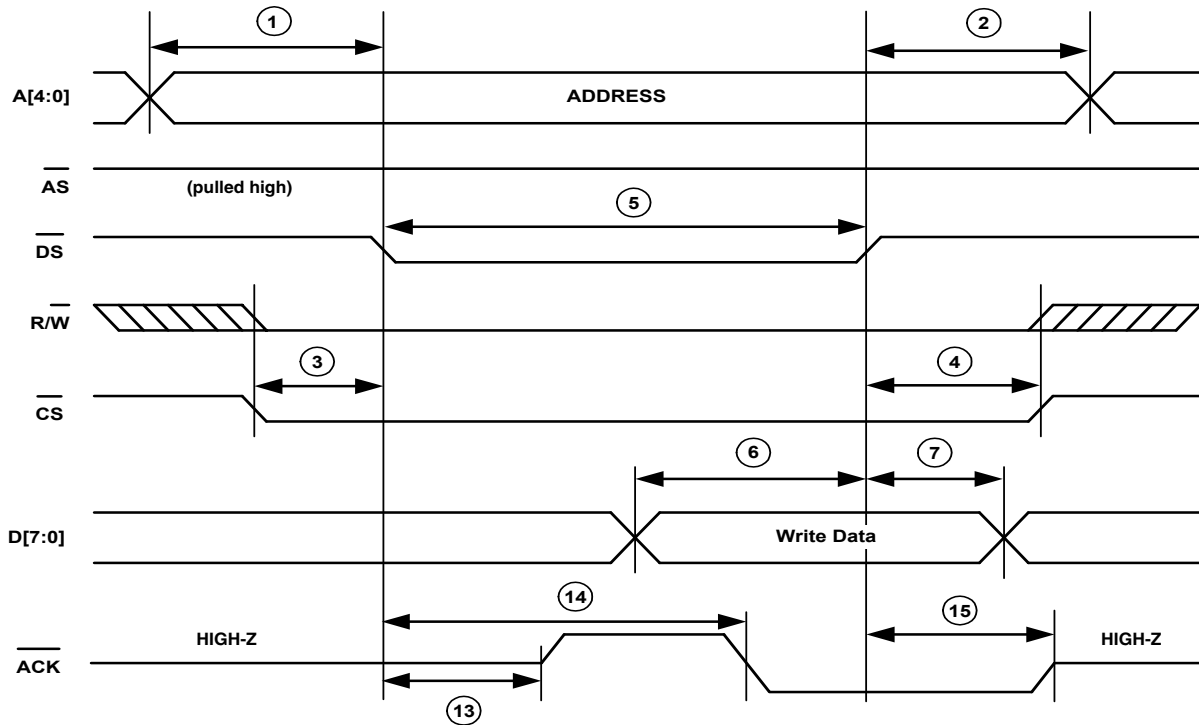 1
2
A[4:0]
ADDRESS
AS
(pulled high)
5
DS
R/W
3
4
CS
6
7
D[7:0]
Write Data
14
15
HIGH-Z
HIGH-Z
ACK
13